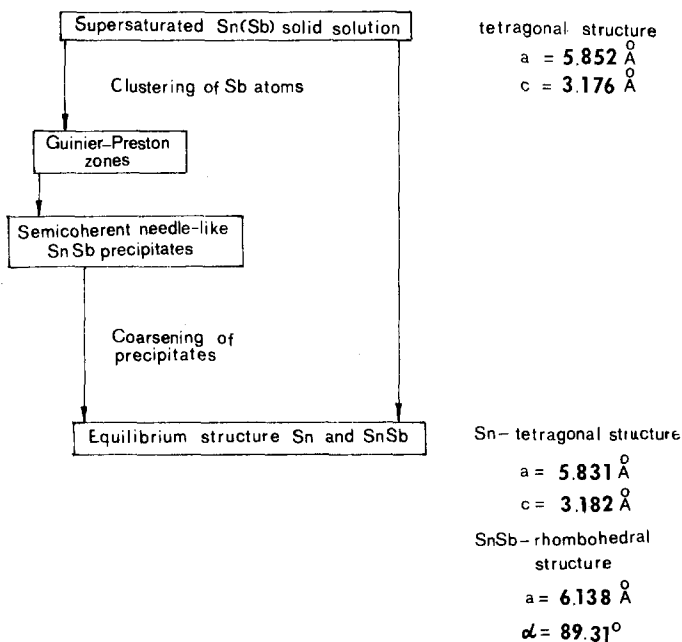 Supersaturated Sn(Sb) solid solution
tetragonal structure
a = 5.852 Å
c = 3.176 Å
Clustering of Sb atoms
Guinier-Preston
zones
Semicoherent needle-like
SnSb precipitates
Coarsening of
precipitates
Equilibrium structure Sn and SnSb
Sn- tetragonal structure
a = 5.831 Å
c = 3.182 Å
SnSb-rhombohedral
structure
a = 6.138 Å
α = 89.31°